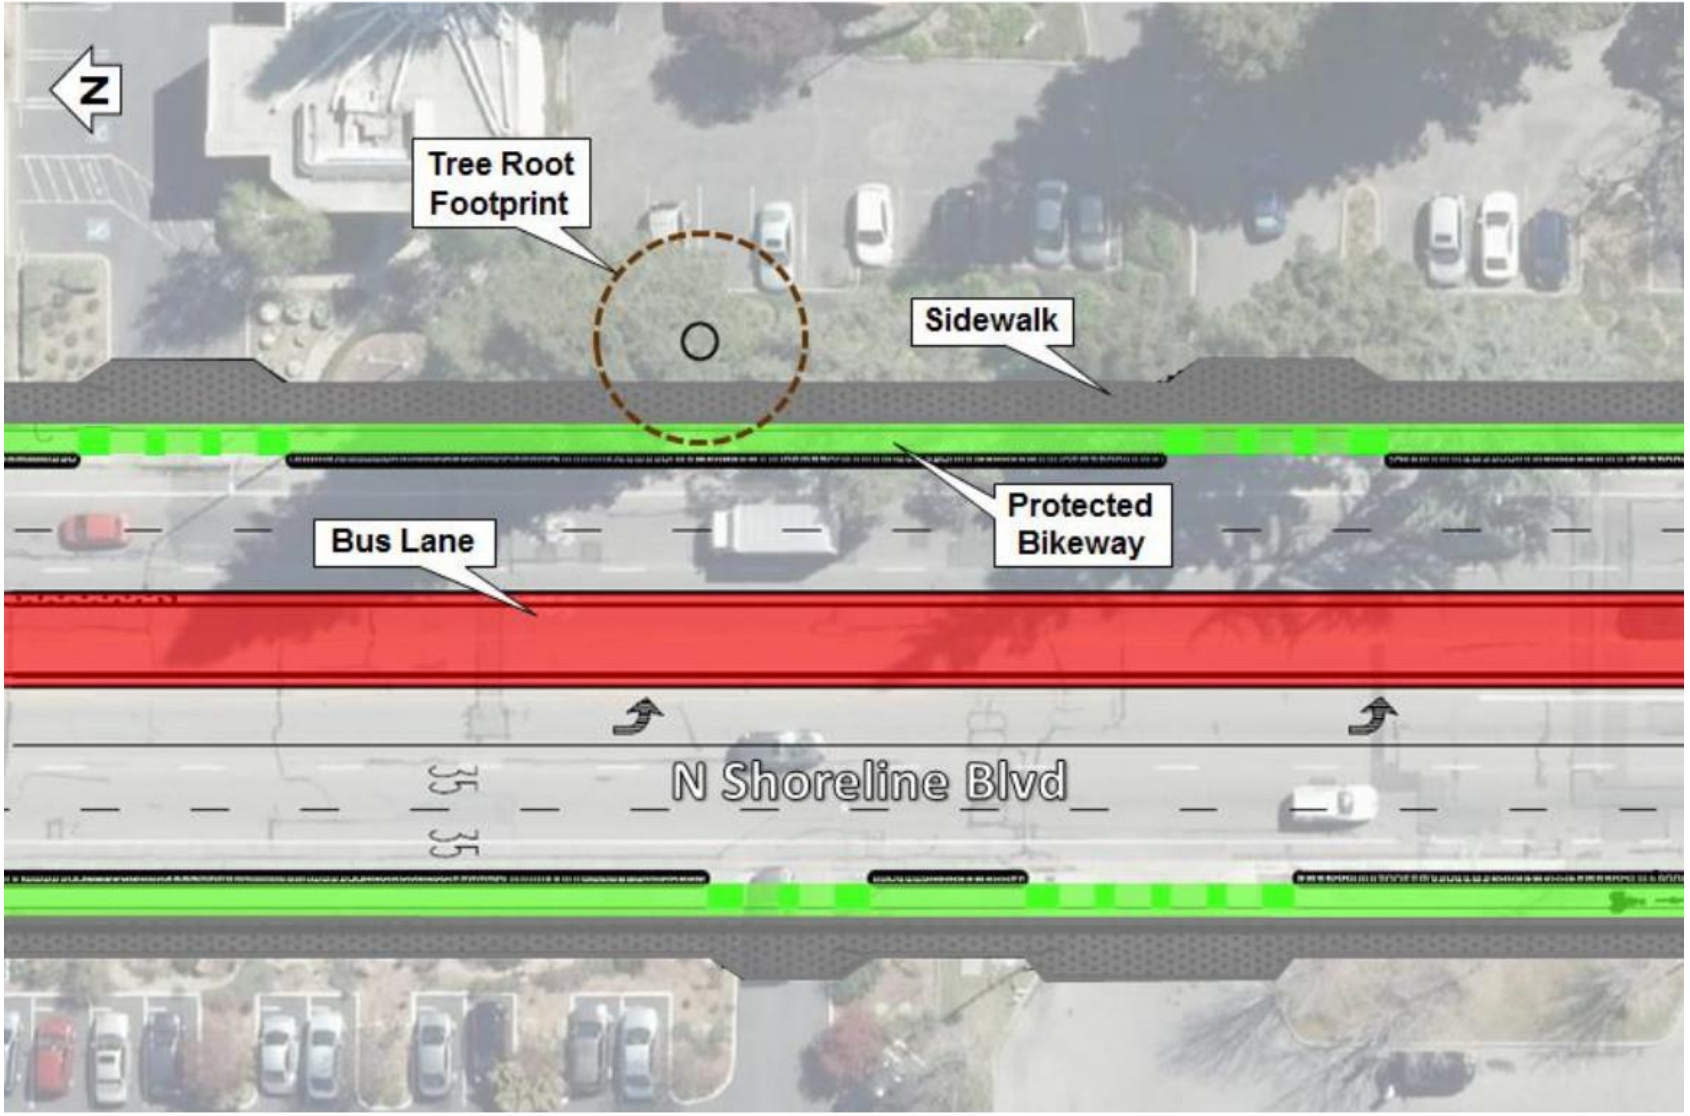 N
Tree Root
Footprint
Sidewalk
Protected
Bikeway
Bus Lane
N Shoreline Blvd
35
35